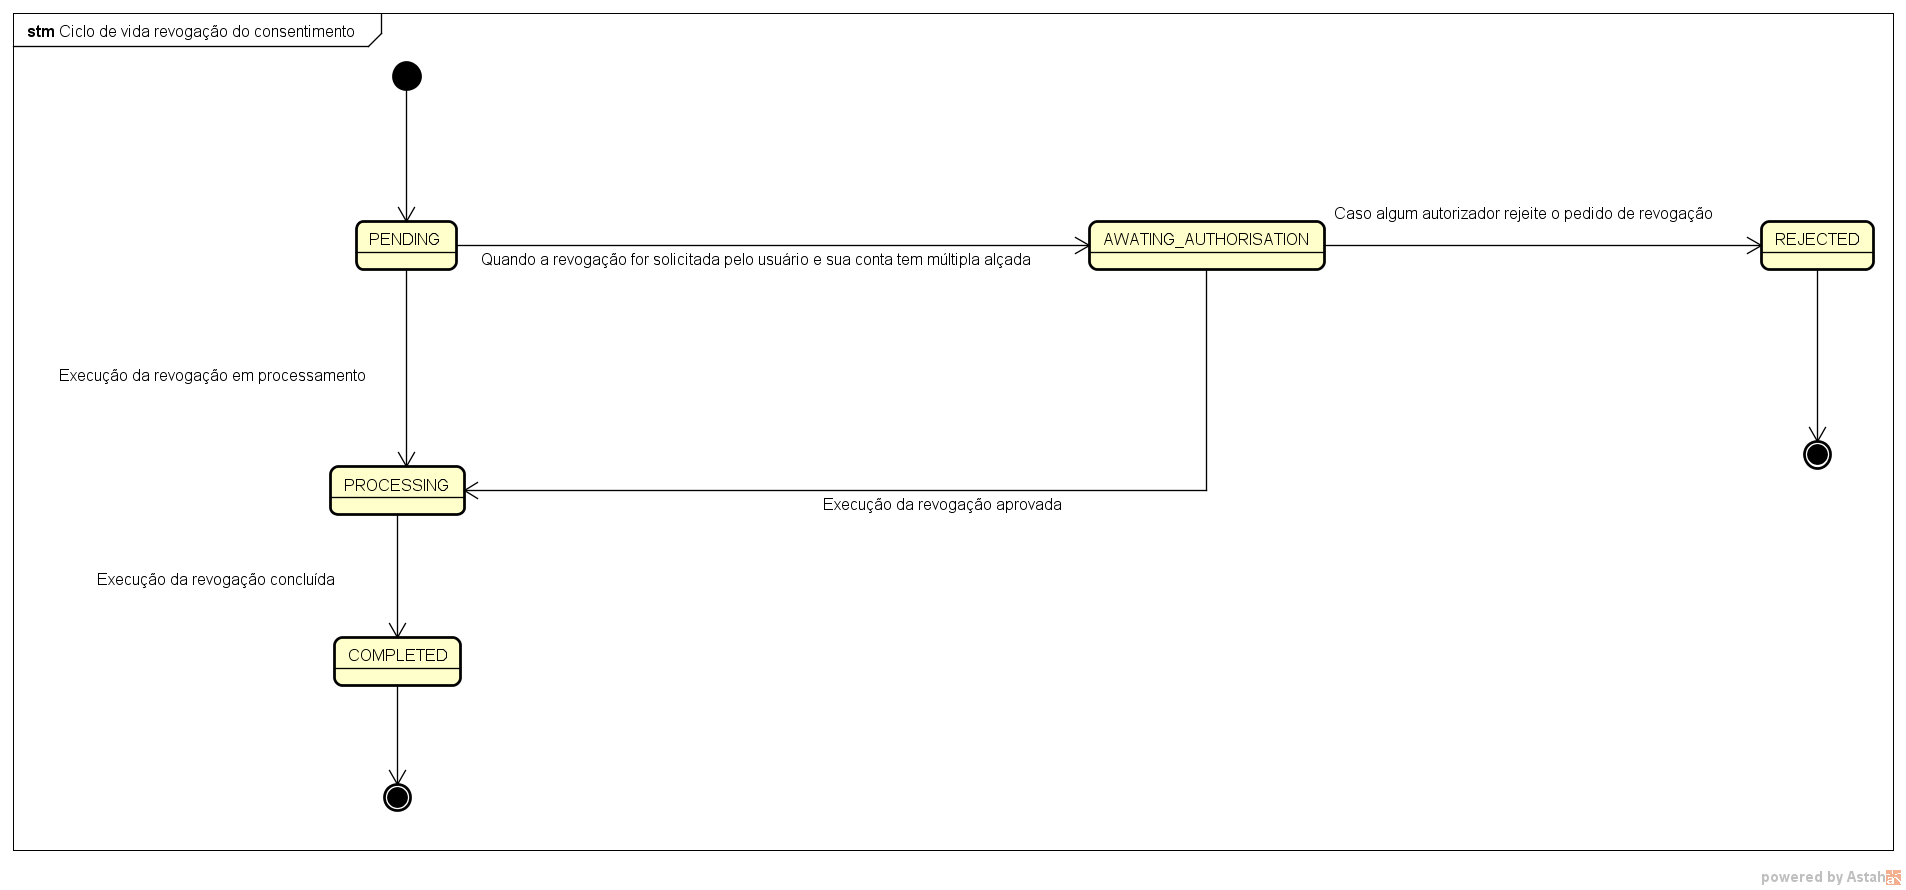 stm Ciclo de vida revogação do consentimento
Caso algum autorizador rejeite o pedido de revogação
PENDING
AWATING_AUTHORISATION
REJECTED
Quando a revogação for solicitada pelo usuário e sua conta tem múltipla alçada
Execução da revogação em processamento
PROCESSING
Execução da revogação aprovada
Execução da revogação concluída
COMPLETED
powered by Astah